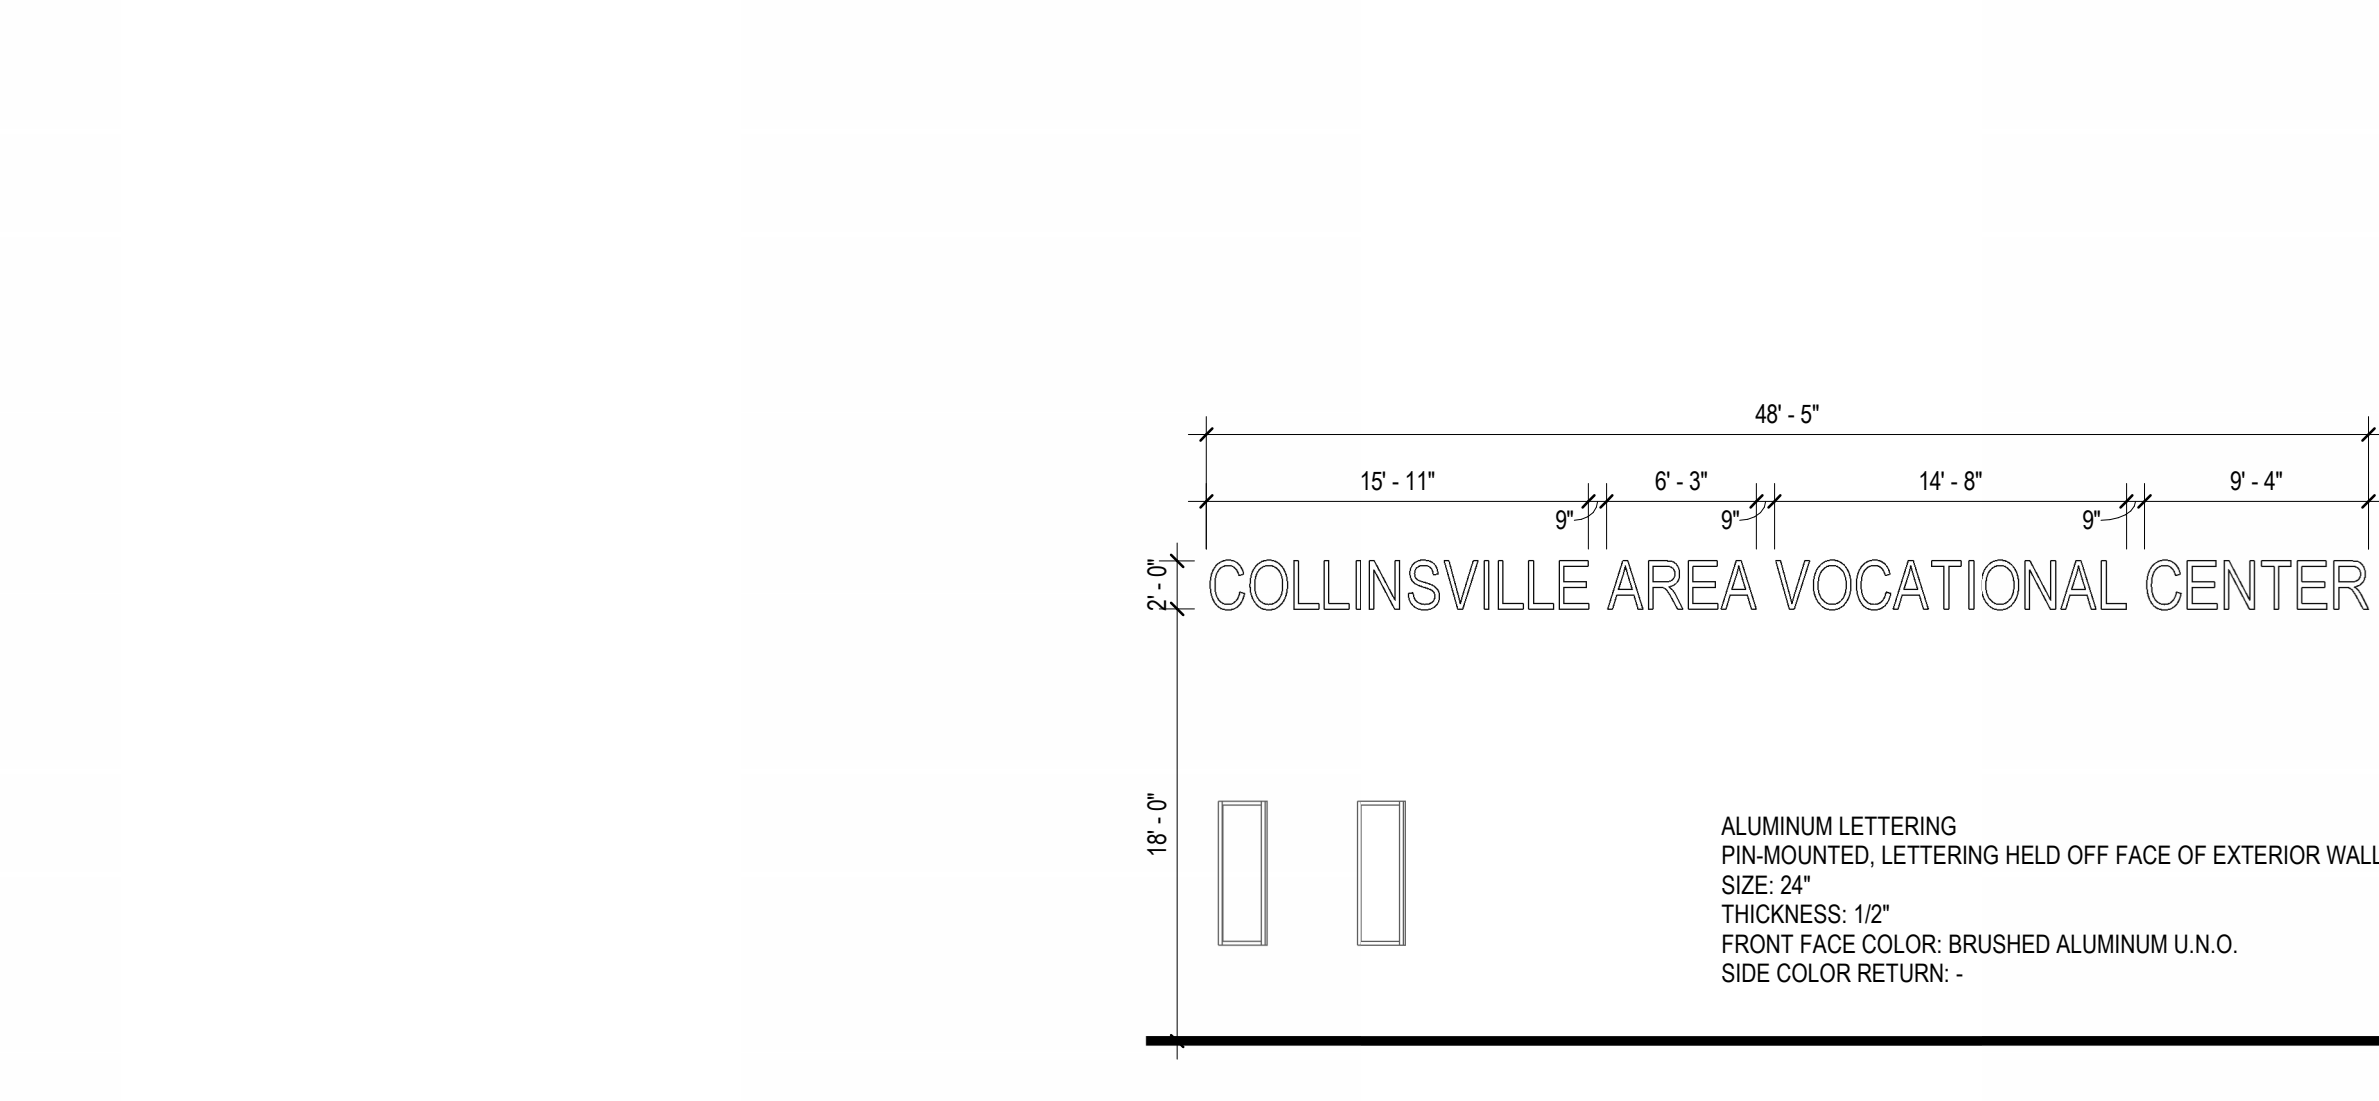 48' - 5"
15' - 11" 6' - 3" 14' - 8" 9' - 4"
9" 9" 9"
2' - 0"
COLLINSVILLE AREA VOCATIONAL CENTER
18' - 0"
ALUMINUM LETTERING
PIN-MOUNTED, LETTERING HELD OFF FACE OF EXTERIOR WALL
SIZE: 24"
THICKNESS: 1/2"
FRONT FACE COLOR: BRUSHED ALUMINUM U.N.O.
SIDE COLOR RETURN: -